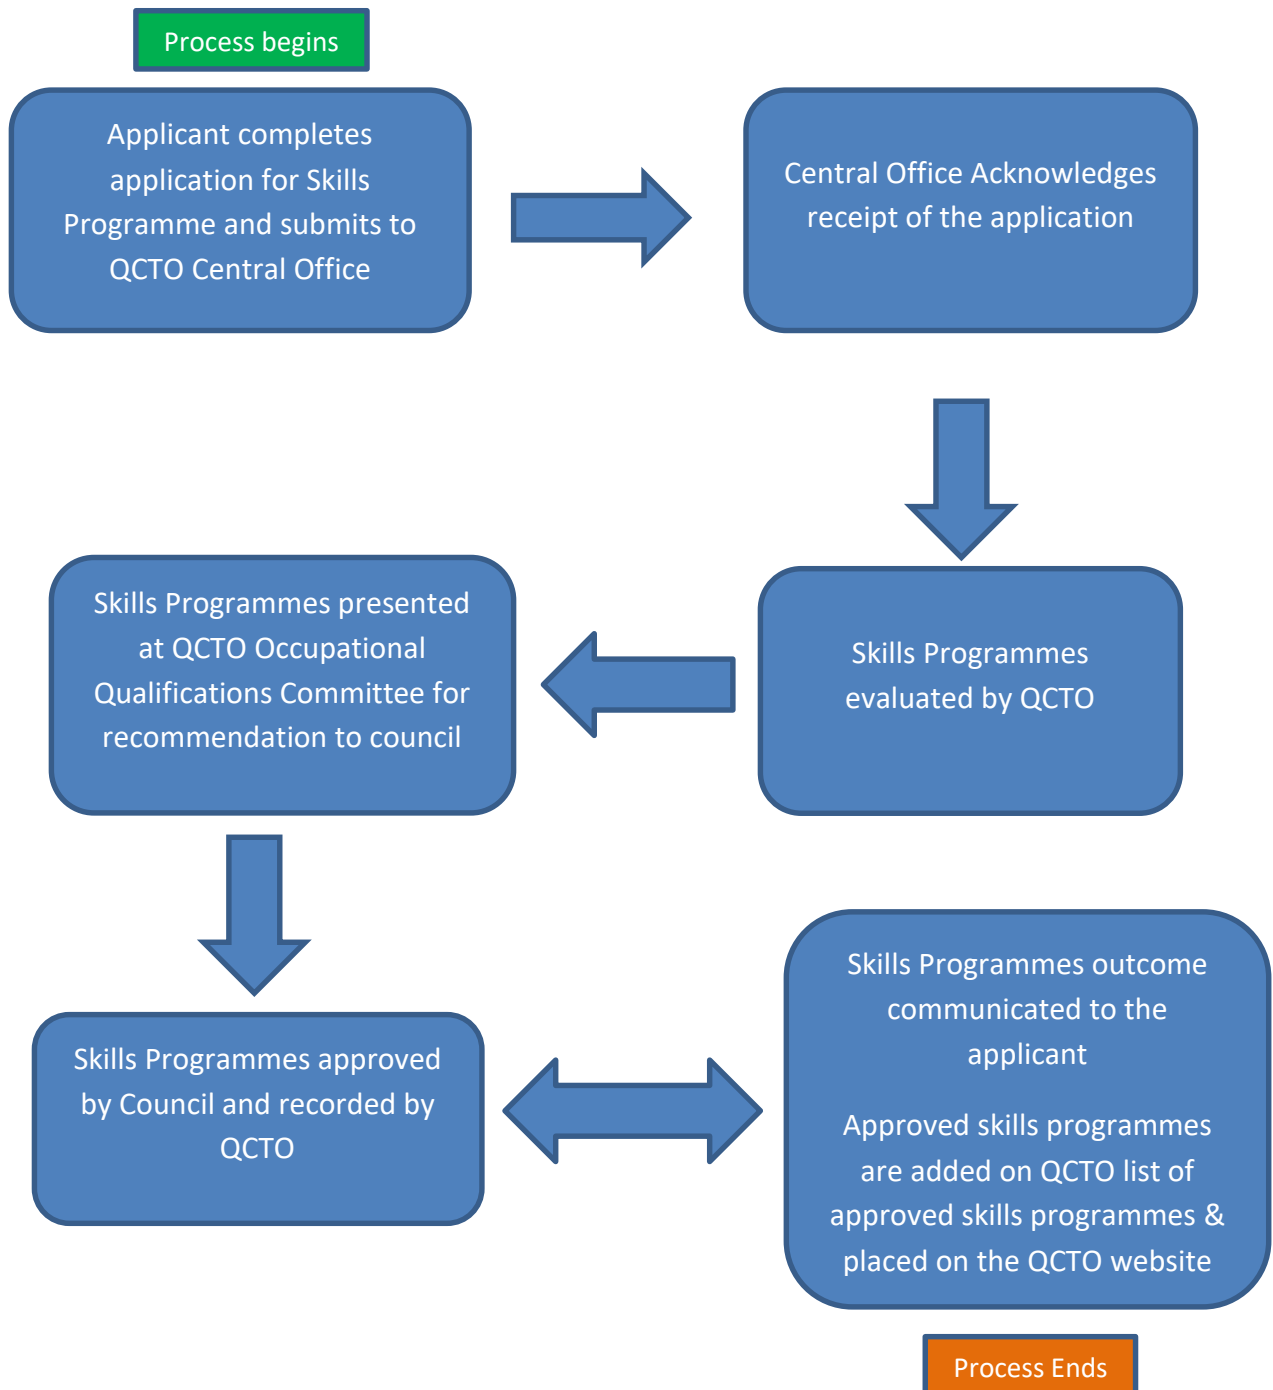 Process begins
Applicant completes
application for Skills
Programme and submits to
QCTO Central Office
Central Office Acknowledges
receipt of the application
Skills Programmes
evaluated by QCTO
Skills Programmes presented
at QCTO Occupational
Qualifications Committee for
recommendation to council
Skills Programmes approved
by Council and recorded by
QCTO
Skills Programmes outcome
communicated to the
applicant
Approved skills programmes
are added on QCTO list of
approved skills programmes &
placed on the QCTO website
Process Ends